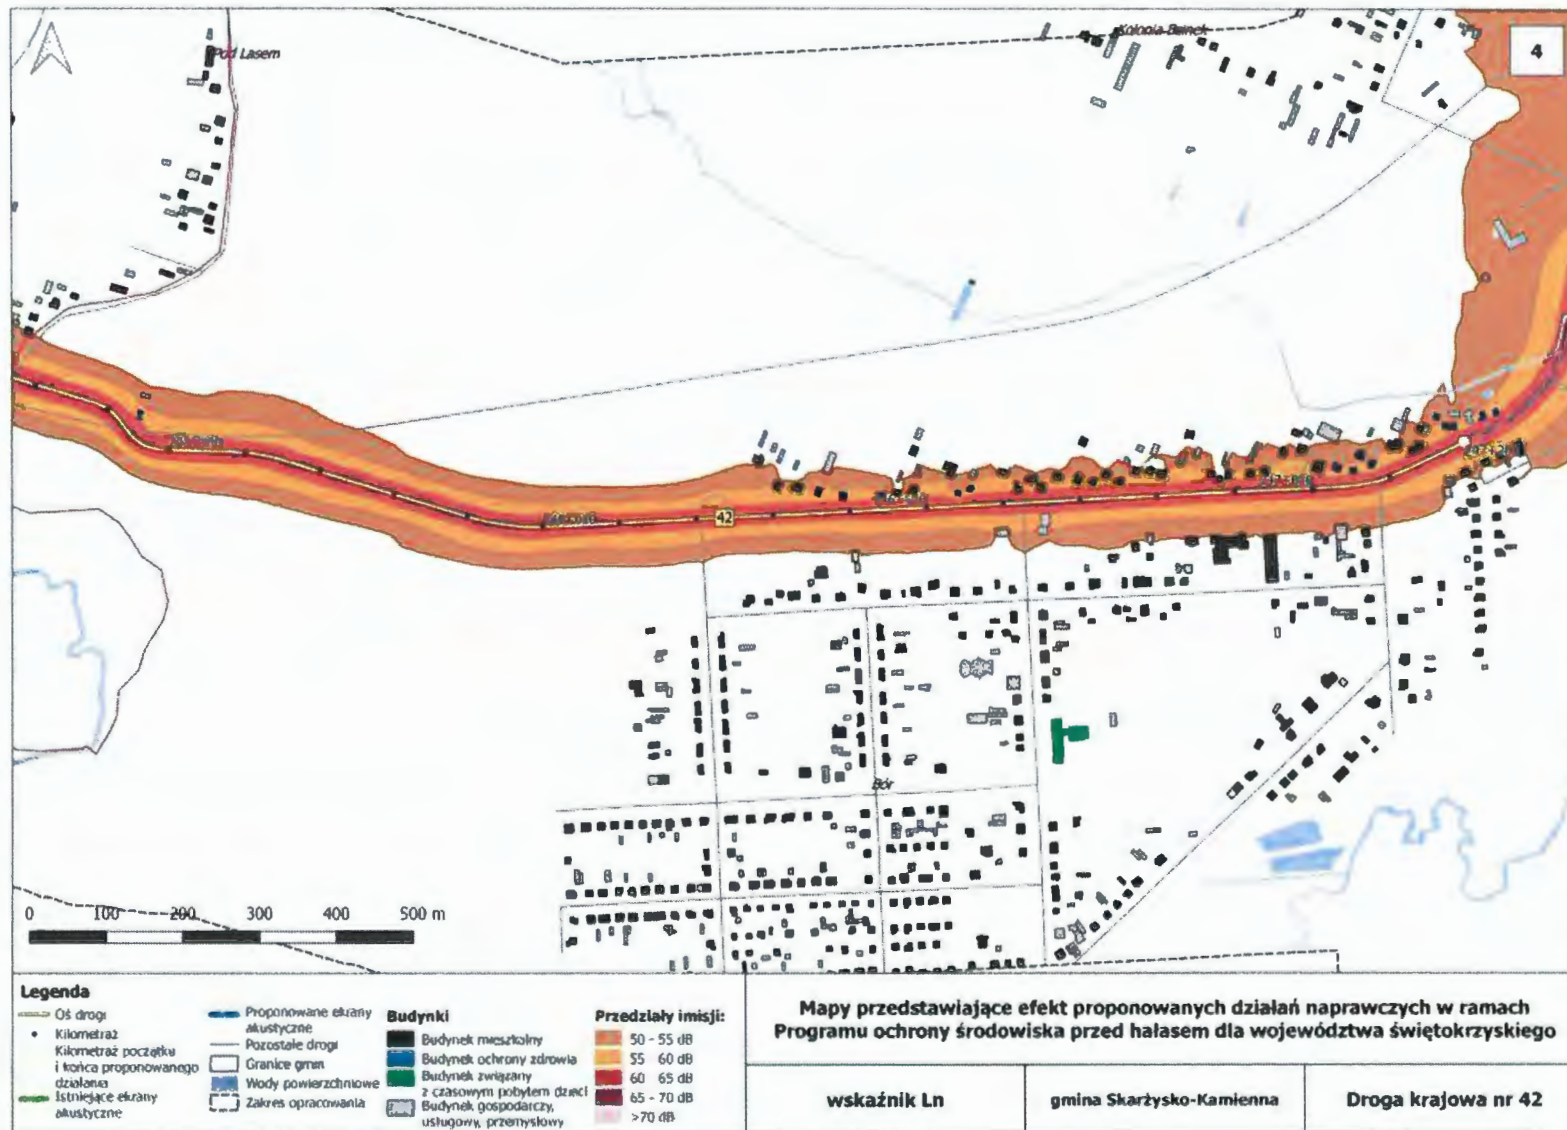 Pod Lasem
4
42
Bór
0 100 200 300 400 500 m
Legenda
Oś drogi
Kilometraż
Kilometraż początku
i końca proponowanego
działania
Istniejące ekrany
akustyczne
Proponowane ekrany
akustyczne
Pozostałe drogi
Granice gmin
Wody powierzchniowe
Zakres opracowania
Budynki
Budynek mieszkalny
Budynek ochrony zdrowia
Budynek związany
z czasowym pobytem dzieci
Budynek gospodarczy,
usługowy, przemysłowy
Przedziały imisji:
50 - 55 dB
55 60 dB
60 65 dB
65 - 70 dB
>70 dB
Mapy przedstawiające efekt proponowanych działań naprawczych w ramach
Programu ochrony środowiska przed hałasem dla województwa świętokrzyskiego
wskaźnik Ln
gmina Skarżysko-Kamienna
Droga krajowa nr 42